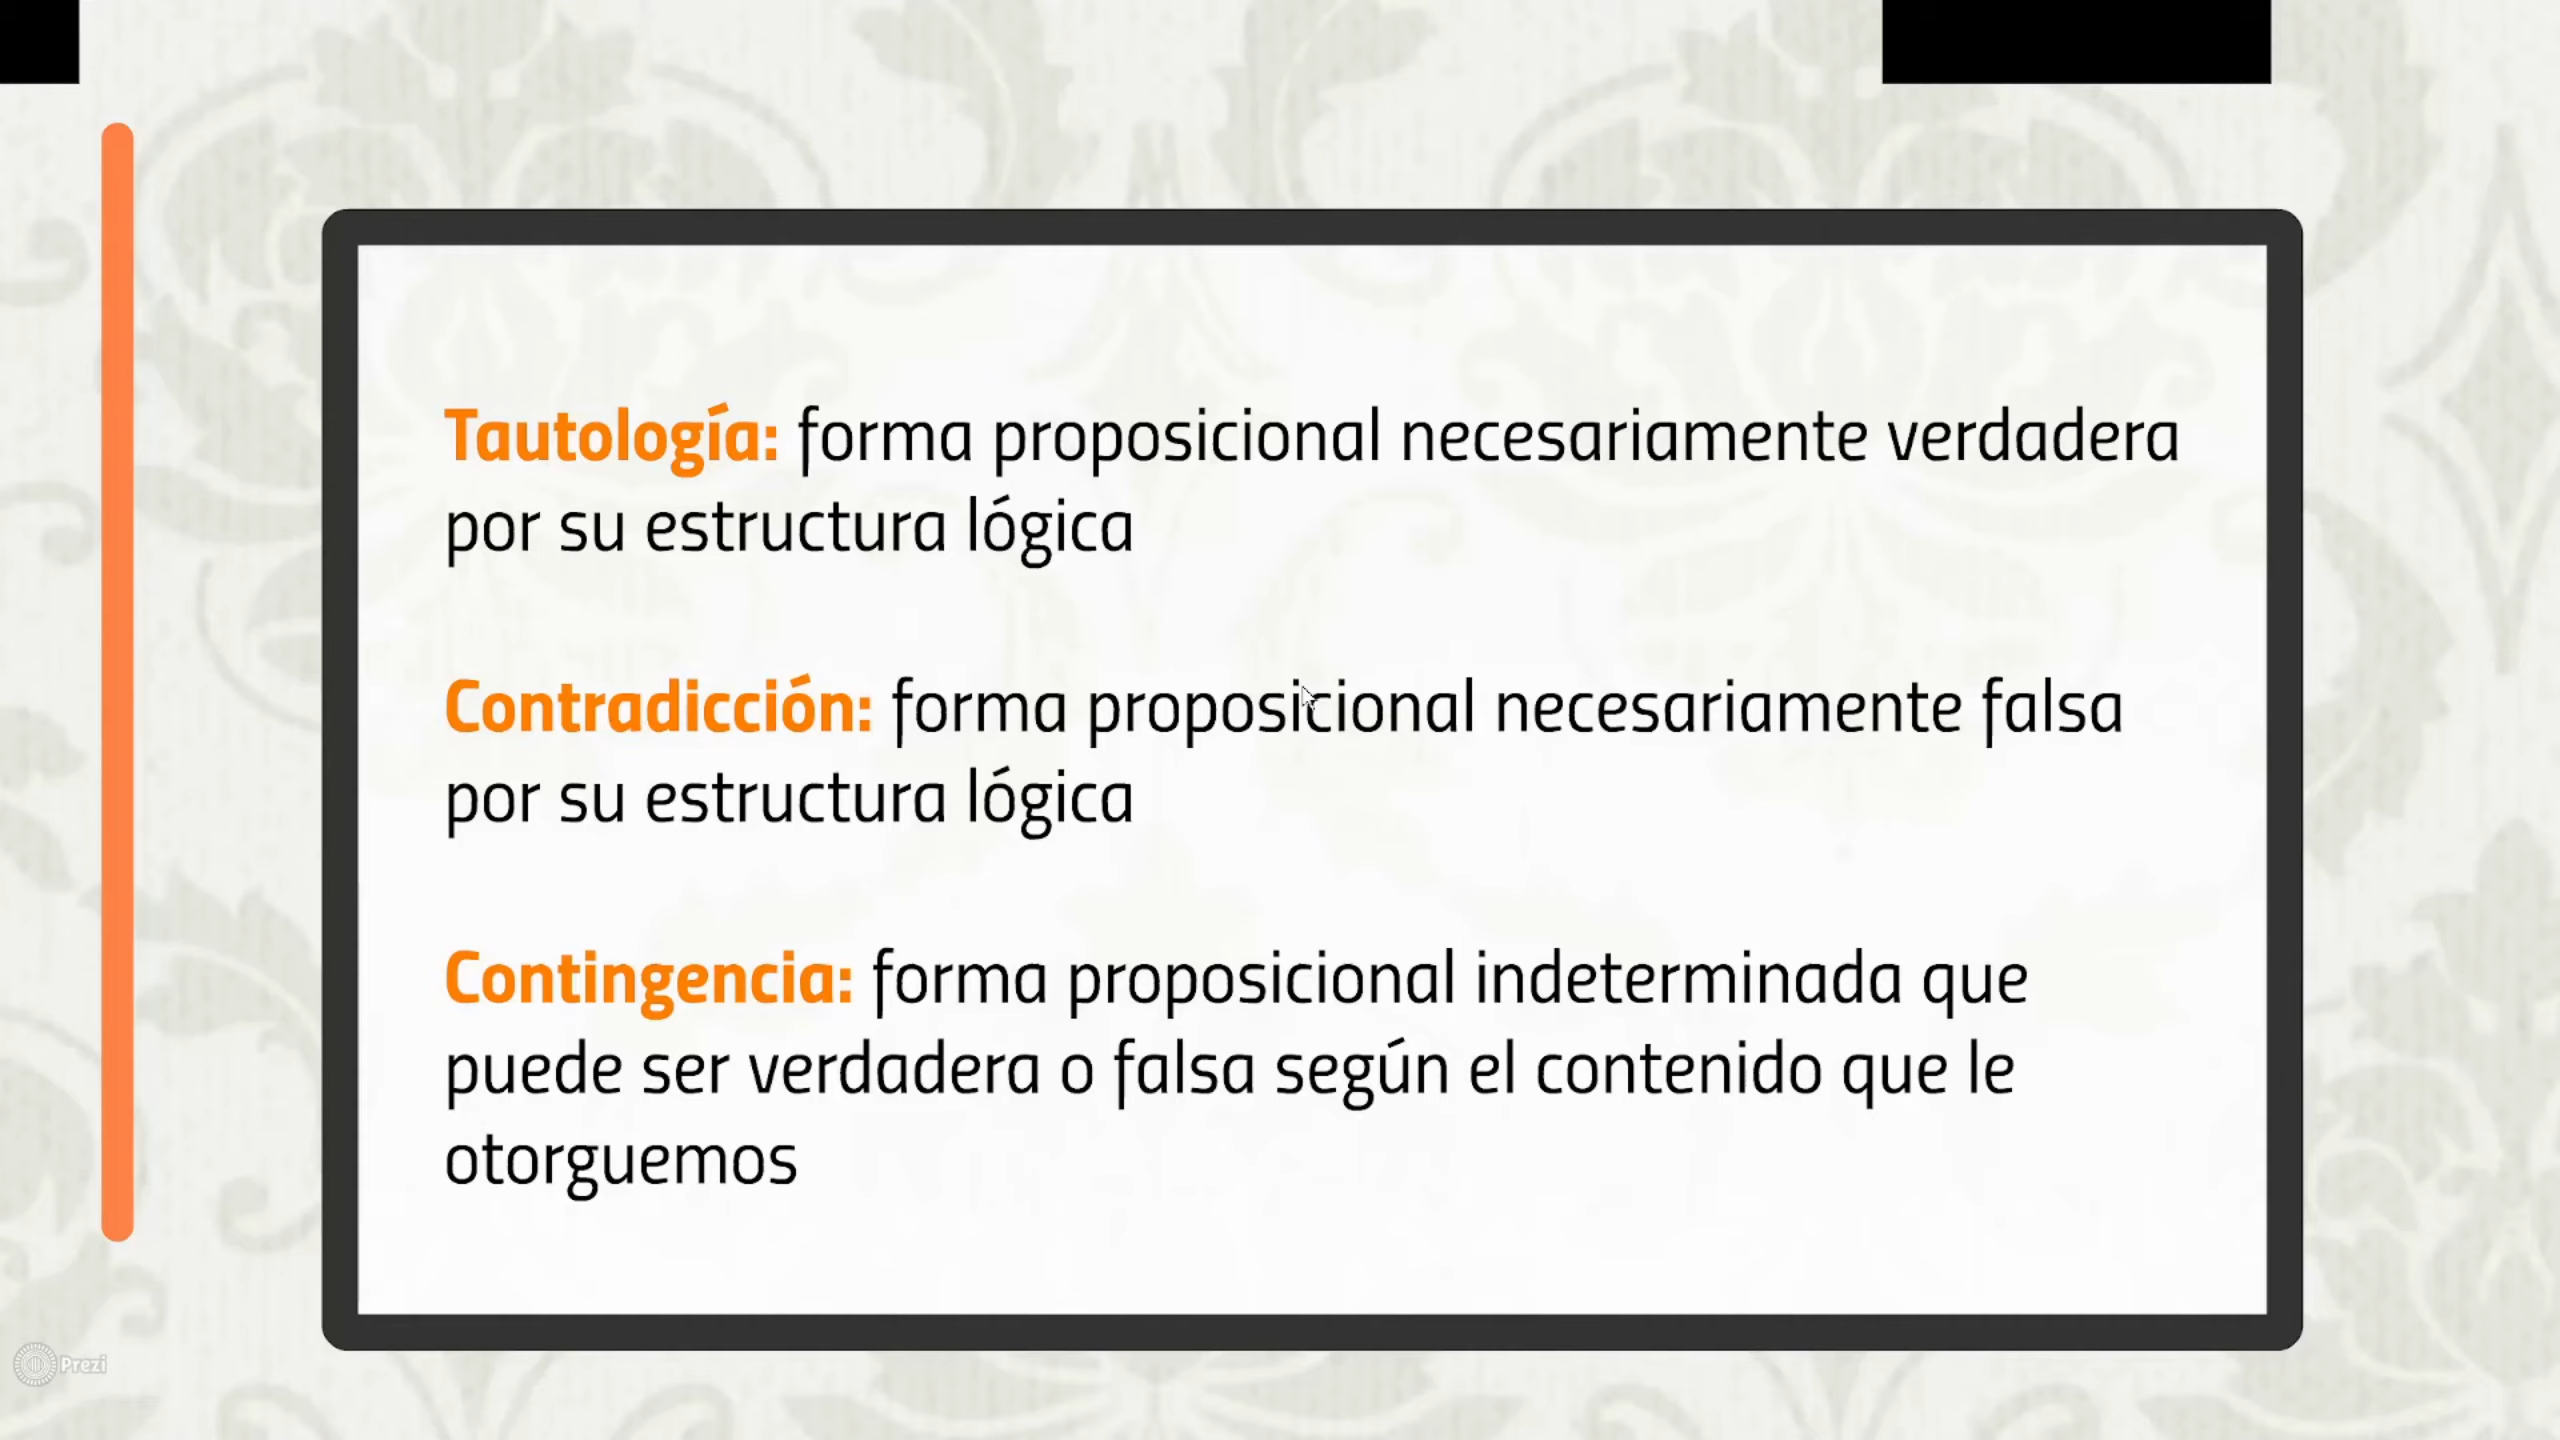 Tautología: forma proposicional necesariamente verdadera
por su estructura lógica
Contradicción: forma proposicional necesariamente falsa
por su estructura lógica
Contingencia: forma proposicional indeterminada que
puede ser verdadera o falsa según el contenido que le
otorguemos
Prezi